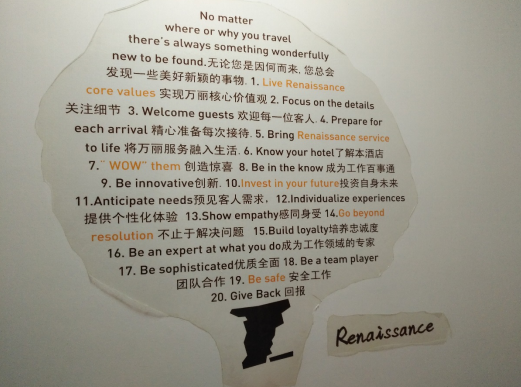 No matter
where or why you travel
there's always something wonderfully
new to be found.无论您是因何而来,您总会
发现一些美好新颖的事物. 1. Live Renaissance
core values 实现万丽核心价值观 2. Focus on the details
关注细节 3. Welcome guests 欢迎每一位客人. 4. Prepare for
each arrival 精心准备每次接待. 5. Bring Renaissance service
to life 将万丽服务融入生活. 6. Know your hotel了解本酒店
7." WOW" them 创造惊喜 8. Be in the know 成为工作百事通
9. Be innovative创新. 10.Invest in your future投资自身未来
11.Anticipate needs预见客人需求, 12.Individualize experiences
提供个性化体验 13.Show empathy感同身受 14.Go beyond
resolution 不止于解决问题 15.Build loyalty培养忠诚度
16. Be an expert at what you do成为工作领域的专家
17. Be sophisticated优质全面 18. Be a team player
团队合作 19. Be safe 安全工作
20. Give Back 回报
Renaissance